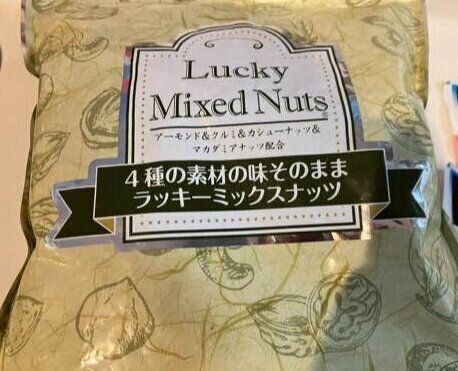 Lucky
Mixed Nuts®
アーモンド&クルミ&カシューナッツ&
マカダミアナッツ配合
4種の素材の味そのまま
ラッキーミックスナッツ